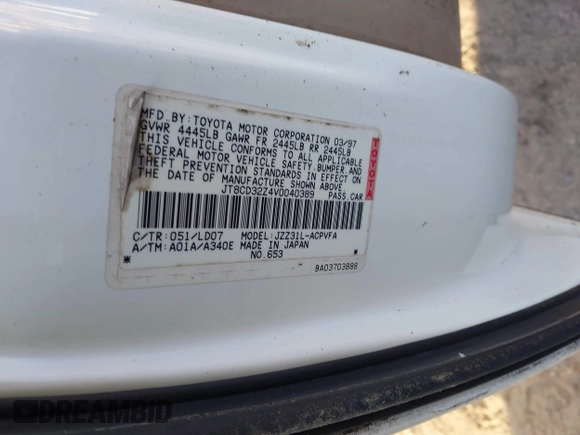 MFD.BY:TOYOTA MOTOR CORPORATION 03/97
GVWR 4445LB GAWR FR 2445LB RR 2445LB
THIS VEHICLE CONFORMS TO ALL APPLICABLE
FEDERAL MOTOR VEHICLE SAFETY,BUMPER,AND
THEFT PREVENTION STANDARDS IN EFFECT ON
THE DATE OF MANUFACTURE SHOWN ABOVE.
JT8CD32Z4V0040389 PASS.CAR
TOYOTA
C/TR:051/LD07 MODEL:JZZ31L-ACPVFA
A/TM:A01A/A340E MADE IN JAPAN
* NO.653 *
BA03703888
DREAMBID